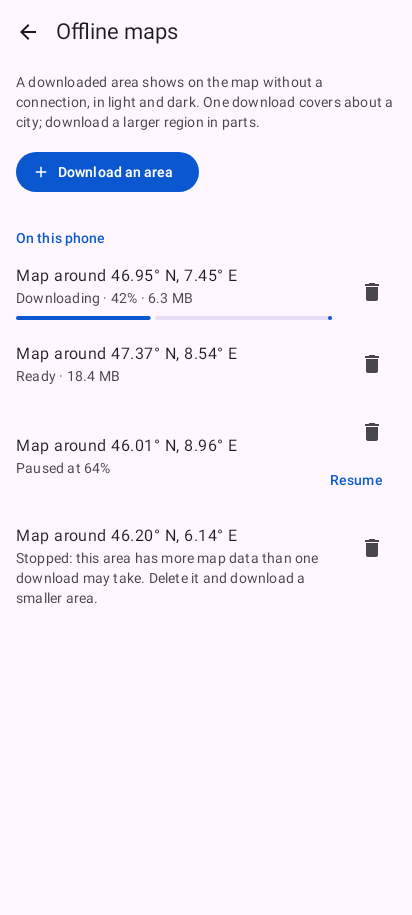 Offline maps
A downloaded area shows on the map without a
connection, in light and dark. One download covers about a
city; download a larger region in parts.
Download an area
On this phone
Map around 46.95° N, 7.45° E
Downloading · 42% · 6.3 MB
Map around 47.37° N, 8.54° E
Ready · 18.4 MB
Map around 46.01° N, 8.96° E
Paused at 64%
Resume
Map around 46.20° N, 6.14° E
Stopped: this area has more map data than one
download may take. Delete it and download a
smaller area.